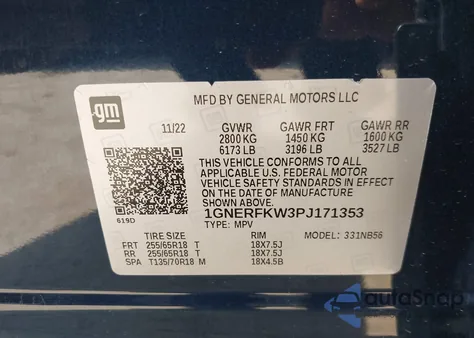 gm
MFD BY GENERAL MOTORS LLC
11/22 GVWR GAWR FRT GAWR RR
2800 KG 1450 KG 1600 KG
6173 LB 3196 LB 3527 LB
THIS VEHICLE CONFORMS TO ALL
APPLICABLE U.S. FEDERAL MOTOR
VEHICLE SAFETY STANDARDS IN EFFECT ON
THE DATE OF MANUFACTURE SHOWN ABOVE.
1GNERFKW3PJ171353
619D
TYPE: MPV MODEL: 331NB56
TIRE SIZE RIM
FRT 255/65R18 T 18X7.5J
RR 255/65R18 T 18X7.5J
SPA T135/70R18 M 18X4.5B
autoSnap